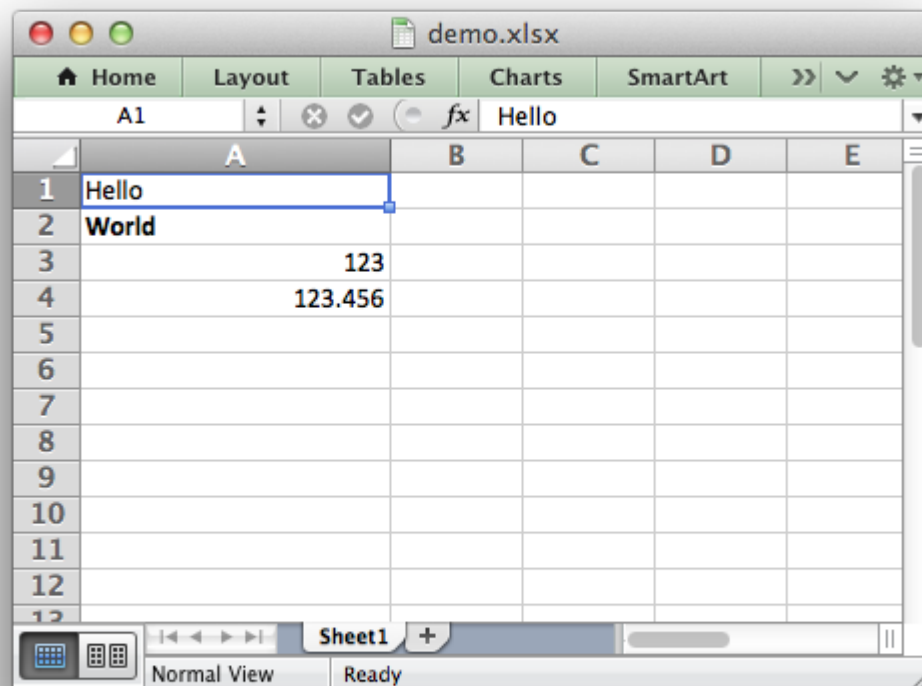 demo.xlsx
Home Layout Tables Charts SmartArt
A1 fx Hello
A B C D E
1 Hello
2 World
3 123
4 123.456
5
6
7
8
9
10
11
12
13
Sheet1
Normal View Ready